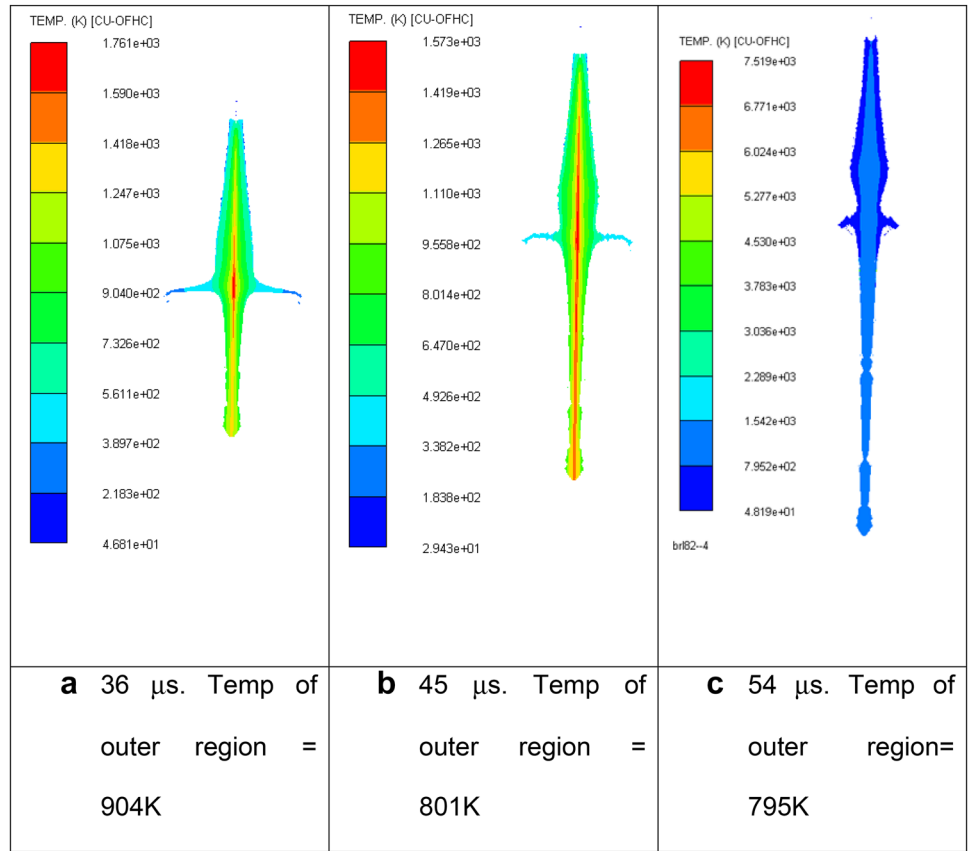 TEMP. (K) [CU-OFHC]
1.761e+03
1.590e+03
1.418e+03
1.247e+03
1.075e+03
9.040e+02
7.326e+02
5.611e+02
3.897e+02
2.183e+02
4.681e+01
TEMP. (K) [CU-OFHC]
1.573e+03
1.419e+03
1.265e+03
1.110e+03
9.558e+02
8.014e+02
6.470e+02
4.926e+02
3.382e+02
1.838e+02
2.943e+01
TEMP. (K) [CU-OFHC]
7.519e+03
6.771e+03
6.024e+03
5.277e+03
4.530e+03
3.783e+03
3.036e+03
2.289e+03
1.542e+03
7.952e+02
4.819e+01
brl82--4
a 36 μs. Temp of
outer region =
904K
b 45 μs. Temp of
outer region =
801K
c 54 μs. Temp of
outer region=
795K